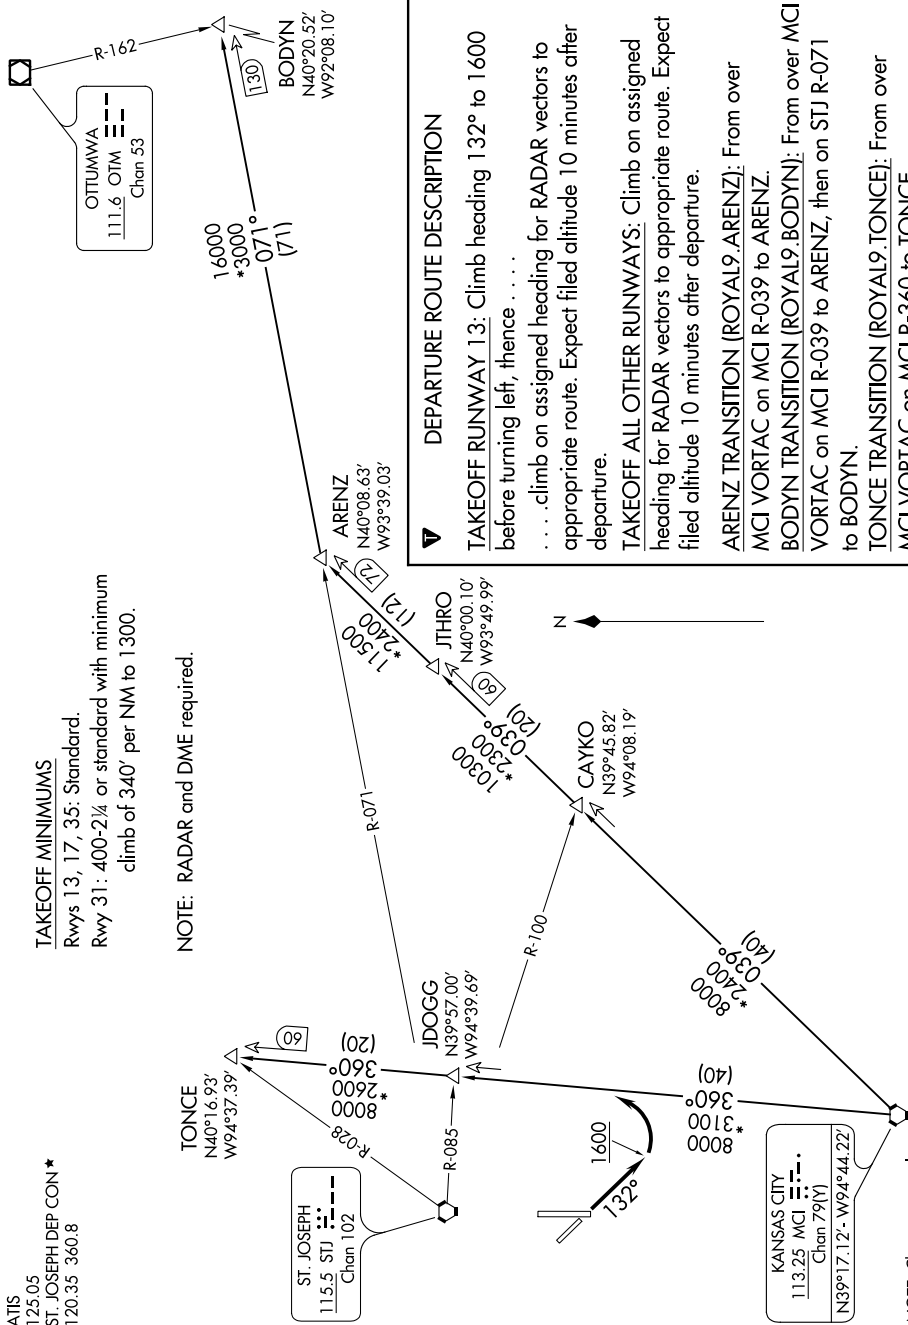 ATIS
125.05
ST. JOSEPH DEP CON ★
120.35 360.8
TAKEOFF MINIMUMS
Rwys 13, 17, 35: Standard.
Rwy 31: 400-2¼ or standard with minimum
climb of 340' per NM to 1300.
NOTE: RADAR and DME required.
OTTUMWA
111.6 OTM
Chan 53
R-162
BODYN
N40°20.52'
W92°08.10'
130
16000
*3000
071°
(71)
ARENZ
N40°08.63'
W93°39.03'
72
11500
*2400
(12)
JTHRO
N40°00.10'
W93°49.99'
60
10300
*2300
039°
(20)
CAYKO
N39°45.82'
W94°08.19'
8000
*2400
039°
(40)
R-071
R-100
TONCE
N40°16.93'
W94°37.39'
60
8000
*2600
360°
(20)
JDOGG
N39°57.00'
W94°39.69'
R-028
R-085
ST. JOSEPH
115.5 STJ
Chan 102
1600
132°
8000
*3100
360°
(40)
KANSAS CITY
113.25 MCI
Chan 79(Y)
N39°17.12'- W94°44.22'
N
T
DEPARTURE ROUTE DESCRIPTION
TAKEOFF RUNWAY 13: Climb heading 132° to 1600
before turning left, thence . . . .
. . . .climb on assigned heading for RADAR vectors to
appropriate route. Expect filed altitude 10 minutes after
departure.
TAKEOFF ALL OTHER RUNWAYS: Climb on assigned
heading for RADAR vectors to appropriate route. Expect
filed altitude 10 minutes after departure.
ARENZ TRANSITION (ROYAL9.ARENZ): From over
MCI VORTAC on MCI R-039 to ARENZ.
BODYN TRANSITION (ROYAL9.BODYN): From over MCI
VORTAC on MCI R-039 to ARENZ, then on STJ R-071
to BODYN.
TONCE TRANSITION (ROYAL9.TONCE): From over
MCI VORTAC on MCI R-360 to TONCE.